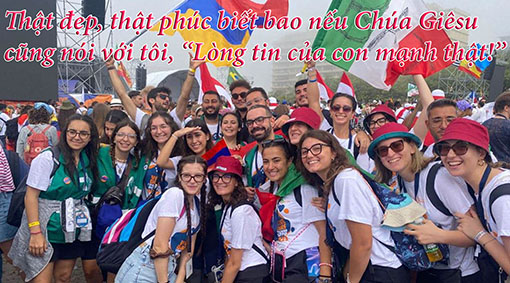 Thật đẹp, thật phúc biết bao nếu Chúa Giêsu
cũng nói với tôi, “Lòng tin của con mạnh thật!”